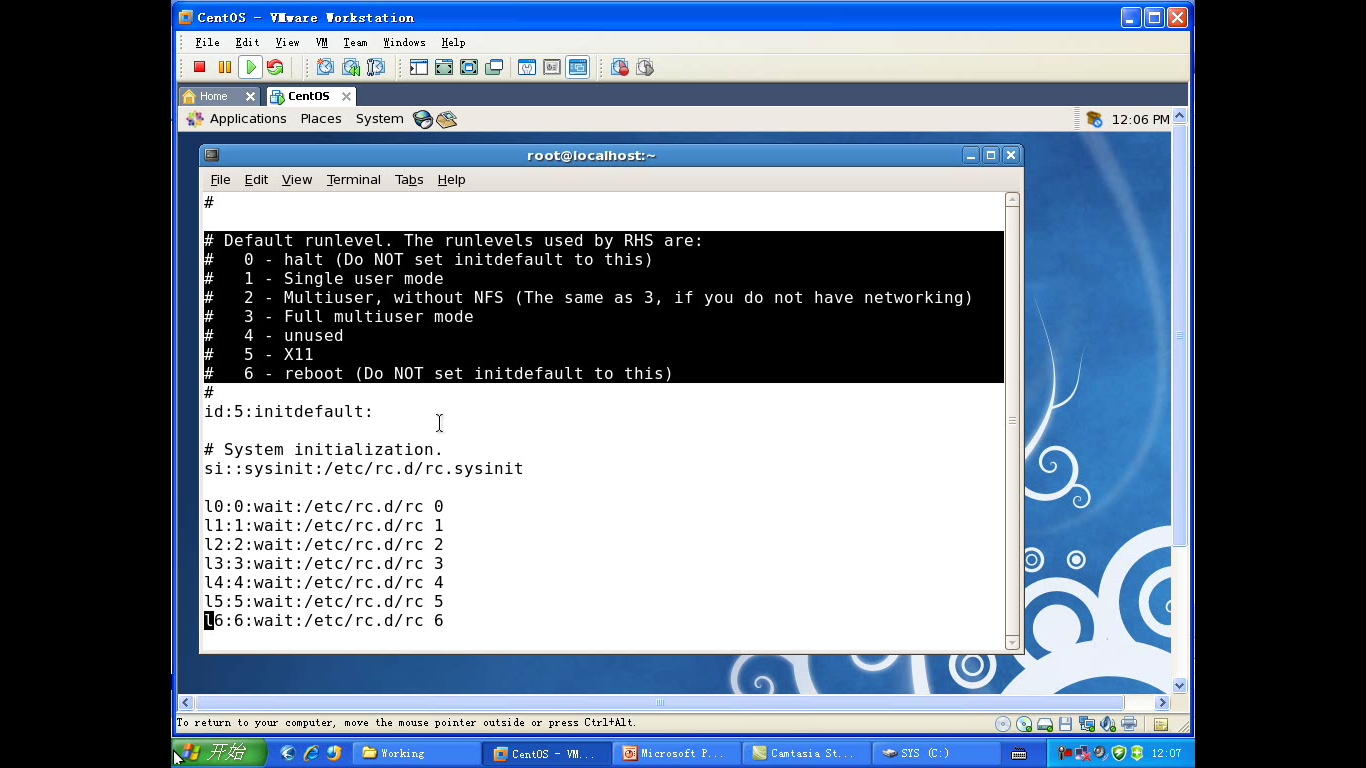 CentOS - VMware Workstation
File Edit View VM Team Windows Help
Home CentOS
Applications Places System 12:06 PM
root@localhost:~
File Edit View Terminal Tabs Help
#
# Default runlevel. The runlevels used by RHS are:
#   0 - halt (Do NOT set initdefault to this)
#   1 - Single user mode
#   2 - Multiuser, without NFS (The same as 3, if you do not have networking)
#   3 - Full multiuser mode
#   4 - unused
#   5 - X11
#   6 - reboot (Do NOT set initdefault to this)
#
id:5:initdefault:
# System initialization.
si::sysinit:/etc/rc.d/rc.sysinit
l0:0:wait:/etc/rc.d/rc 0
l1:1:wait:/etc/rc.d/rc 1
l2:2:wait:/etc/rc.d/rc 2
l3:3:wait:/etc/rc.d/rc 3
l4:4:wait:/etc/rc.d/rc 4
l5:5:wait:/etc/rc.d/rc 5
l6:6:wait:/etc/rc.d/rc 6
To return to your computer, move the mouse pointer outside or press Ctrl+Alt.
开始 Working CentOS - VM... Microsoft P... Camtasia St... SYS (C:) 12:07